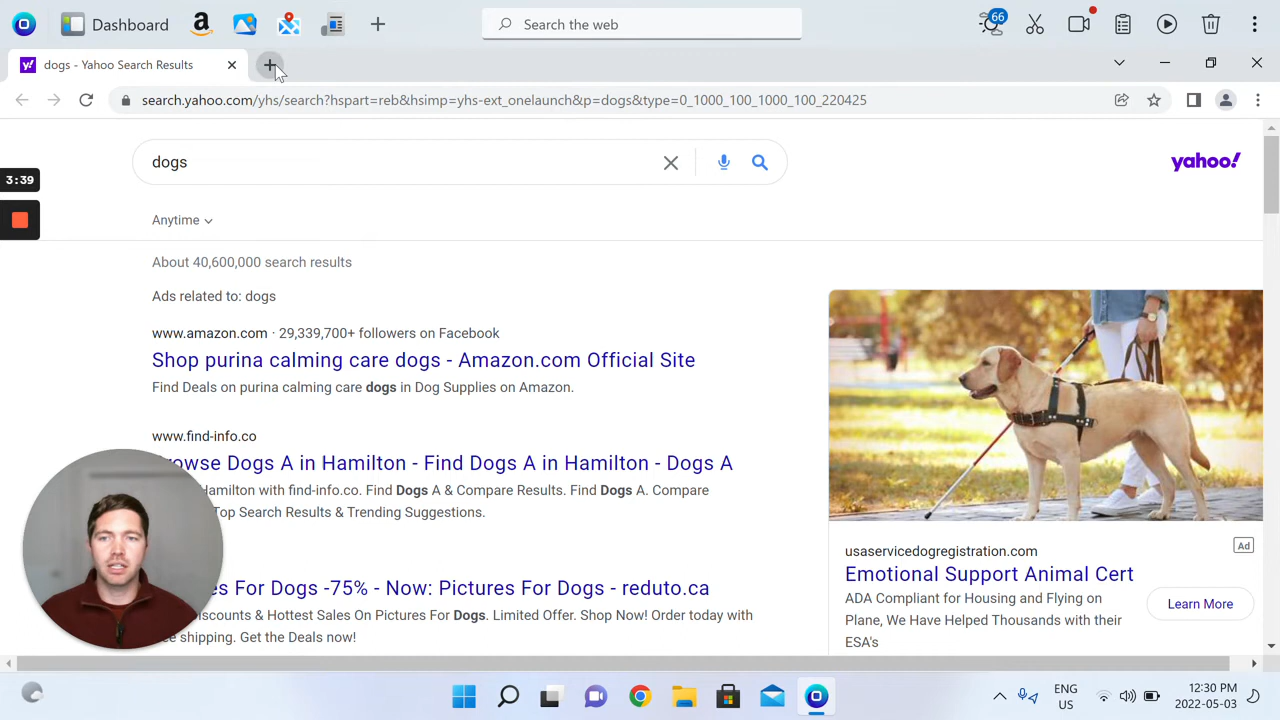 Dashboard
Search the web
66
dogs - Yahoo Search Results
search.yahoo.com/yhs/search?hspart=reb&hsimp=yhs-ext_onelaunch&p=dogs&type=0_1000_100_1000_100_220425
dogs
yahoo!
3:39
Anytime
About 40,600,000 search results
Ads related to: dogs
www.amazon.com · 29,339,700+ followers on Facebook
Shop purina calming care dogs - Amazon.com Official Site
Find Deals on purina calming care dogs in Dog Supplies on Amazon.
www.find-info.co
Browse Dogs A in Hamilton - Find Dogs A in Hamilton - Dogs A
Hamilton with find-info.co. Find Dogs A & Compare Results. Find Dogs A. Compare
Top Search Results & Trending Suggestions.
es For Dogs -75% - Now: Pictures For Dogs - reduto.ca
iscounts & Hottest Sales On Pictures For Dogs. Limited Offer. Shop Now! Order today with
e shipping. Get the Deals now!
usaservicedogregistration.com
Ad
Emotional Support Animal Cert
ADA Compliant for Housing and Flying on
Plane, We Have Helped Thousands with their
ESA's
Learn More
ENG
US
12:30 PM
2022-05-03